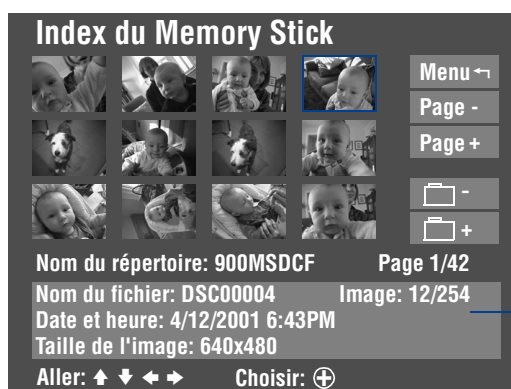 Index du Memory Stick
Menu
Page -
Page +
-
+
Nom du répertoire: 900MSDCF Page 1/42
Nom du fichier: DSC00004 Image: 12/254
Date et heure: 4/12/2001 6:43PM
Taille de l'image: 640x480
Aller: Choisir: